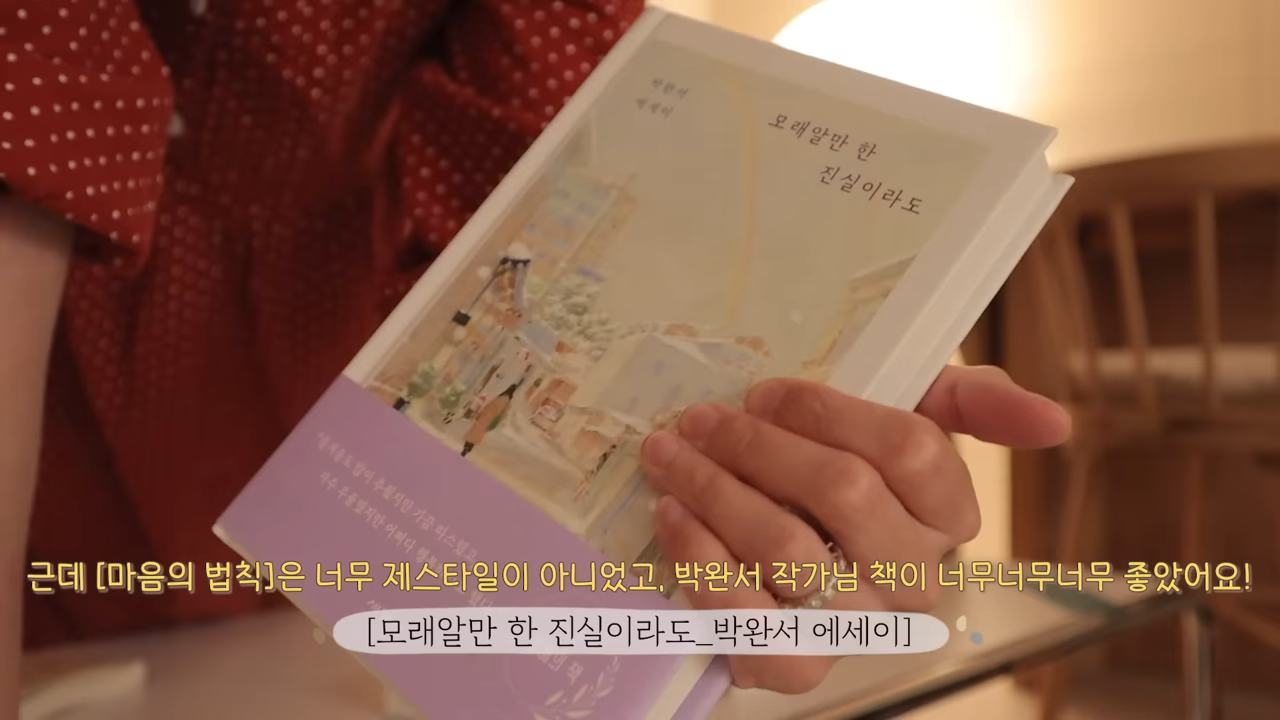 박완서
에세이
모래알만 한
진실이라도
근데 [마음의 법칙]은 너무 제스타일이 아니었고, 박완서 작가님 책이 너무너무너무 좋았어요!
[모래알만 한 진실이라도_박완서 에세이]